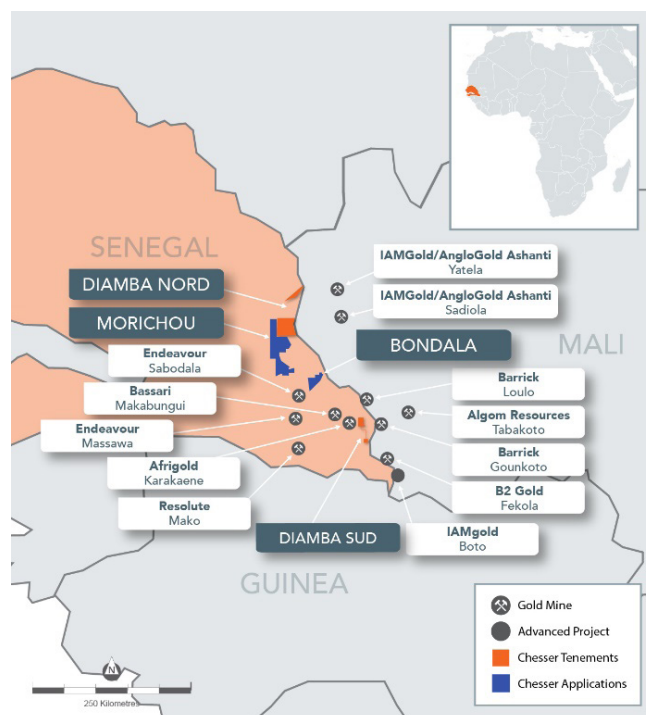 SENEGAL
DIAMBA NORD
MORICHOU
Endeavour
Sabodala
Bassari
Makabungui
Endeavour
Massawa
Afrigold
Karakaene
Resolute
Mako
DIAMBA SUD
GUINEA
IAMGold/AngloGold Ashanti
Yatela
IAMGold/AngloGold Ashanti
Sadiola
BONDALA
MALI
Barrick
Loulo
Algom Resources
Tabakoto
Barrick
Gounkoto
B2 Gold
Fekola
IAMgold
Boto
Gold Mine
Advanced Project
Chesser Tenements
Chesser Applications
N
250 Kilometres